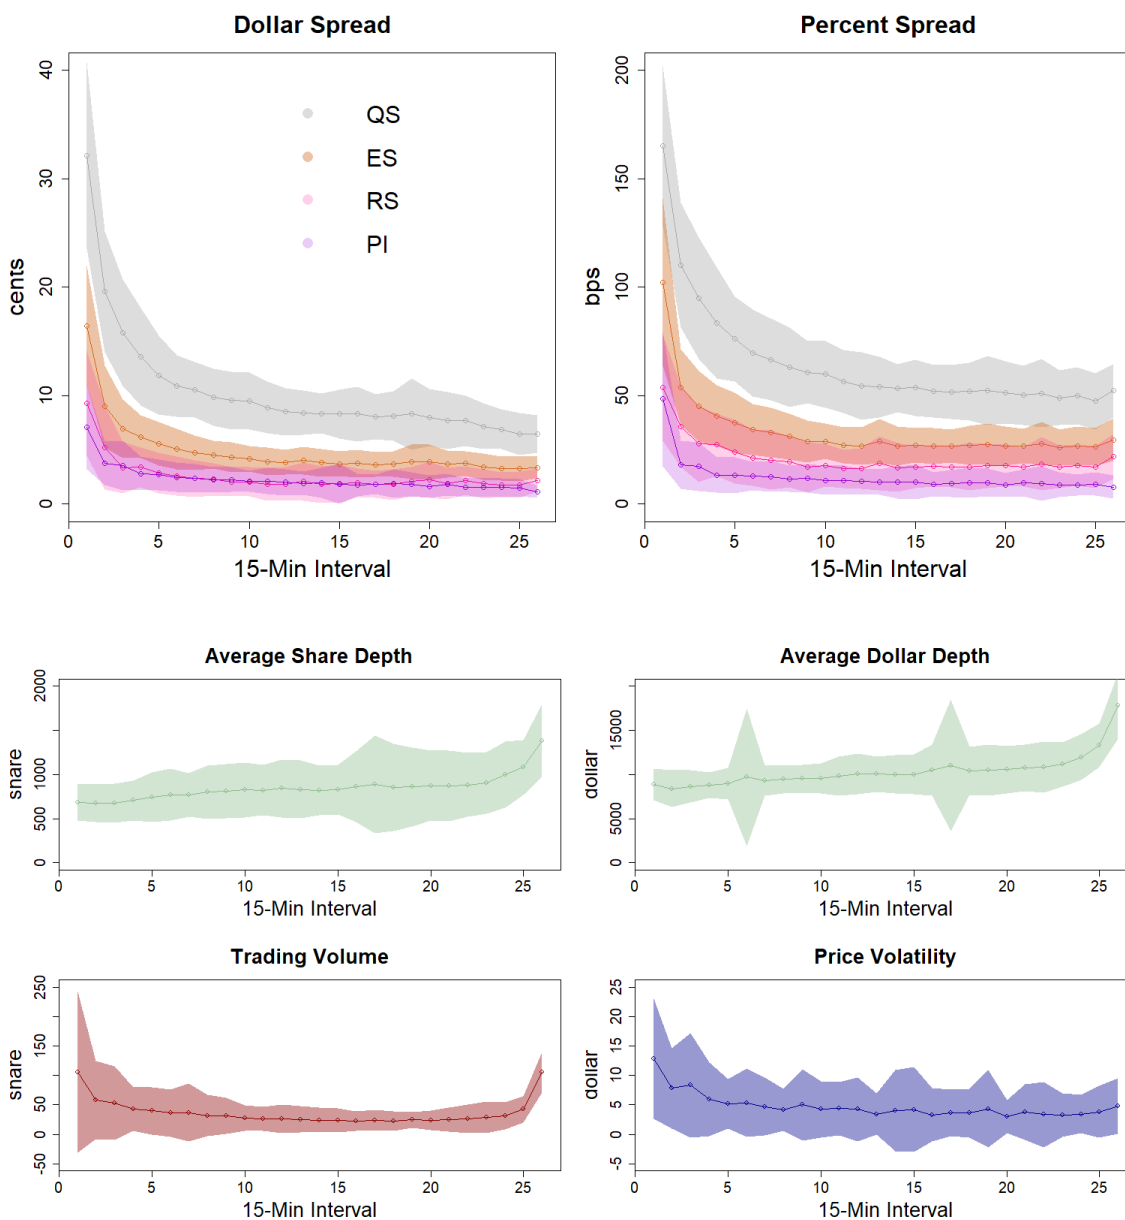 Dollar Spread
40
30
20
10
0
cents
QS
ES
RS
PI
0 5 10 15 20 25
15-Min Interval
Percent Spread
200
150
100
50
0
bps
0 5 10 15 20 25
15-Min Interval
Average Share Depth
2000
1000
500
0
snare
0 5 10 15 20 25
15-Min Interval
Average Dollar Depth
15000
5000
0
dollar
0 5 10 15 20 25
15-Min Interval
Trading Volume
250
150
50
0
-50
snare
0 5 10 15 20 25
15-Min Interval
Price Volatility
25
20
15
10
5
0
-5
dollar
0 5 10 15 20 25
15-Min Interval